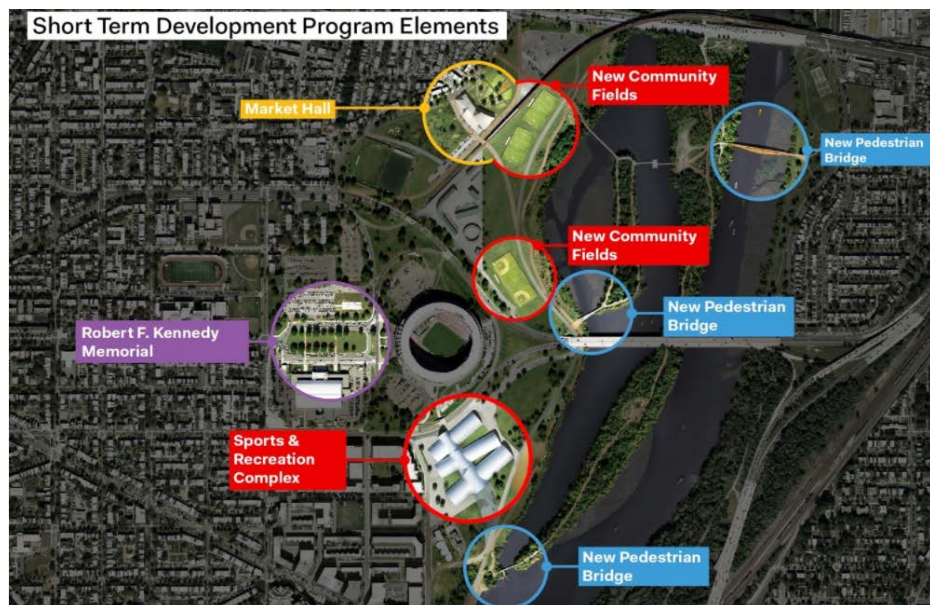 Short Term Development Program Elements
New Community
Fields
Market Hall
New Pedestrian
Bridge
New Community
Fields
New Pedestrian
Bridge
Robert F. Kennedy
Memorial
Sports &
Recreation
Complex
New Pedestrian
Bridge